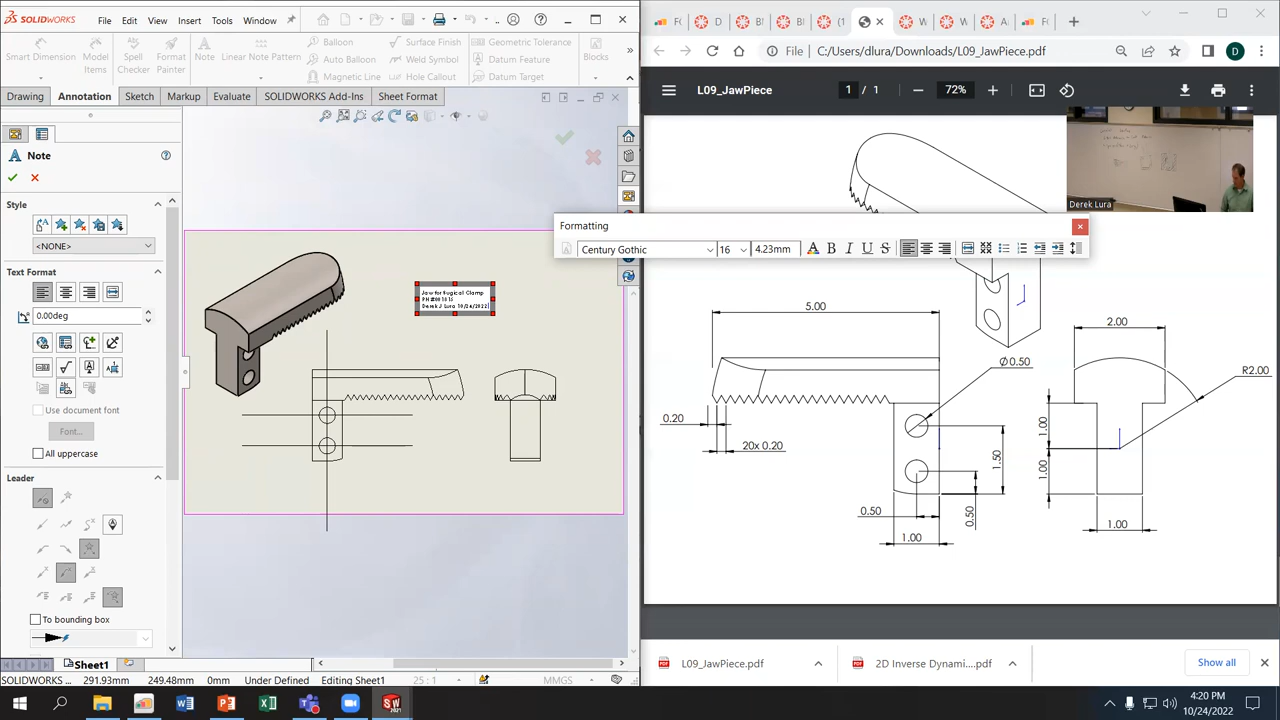 SOLIDWORKS
File
Edit
View
Insert
Tools
Window
Smart Dimension
Model Items
Spell Checker
Format Painter
Note
Linear Note Pattern
Balloon
Auto Balloon
Magnetic Line
Surface Finish
Weld Symbol
Hole Callout
Geometric Tolerance
Datum Feature
Datum Target
Blocks
Drawing
Annotation
Sketch
Markup
Evaluate
SOLIDWORKS Add-Ins
Sheet Format
Note
Style
<NONE>
Text Format
0.00deg
Use document font
Font...
All uppercase
Leader
To bounding box
Jaw for Sugical Clamp
Derek J Lura 10/24/2022
Sheet1
291.93mm
249.48mm
0mm
Under Defined
Editing Sheet1
25 : 1
MMGS
File
C:/Users/dlura/Downloads/L09_JawPiece.pdf
D
L09_JawPiece
1 / 1
72%
Derek Lura
Formatting
Century Gothic
16
4.23mm
5.00
Ø0.50
2.00
R2.00
0.20
20x 0.20
1.50
1.00
1.00
0.50
0.50
1.00
1.00
L09_JawPiece.pdf
2D Inverse Dynami....pdf
Show all
4:20 PM
10/24/2022